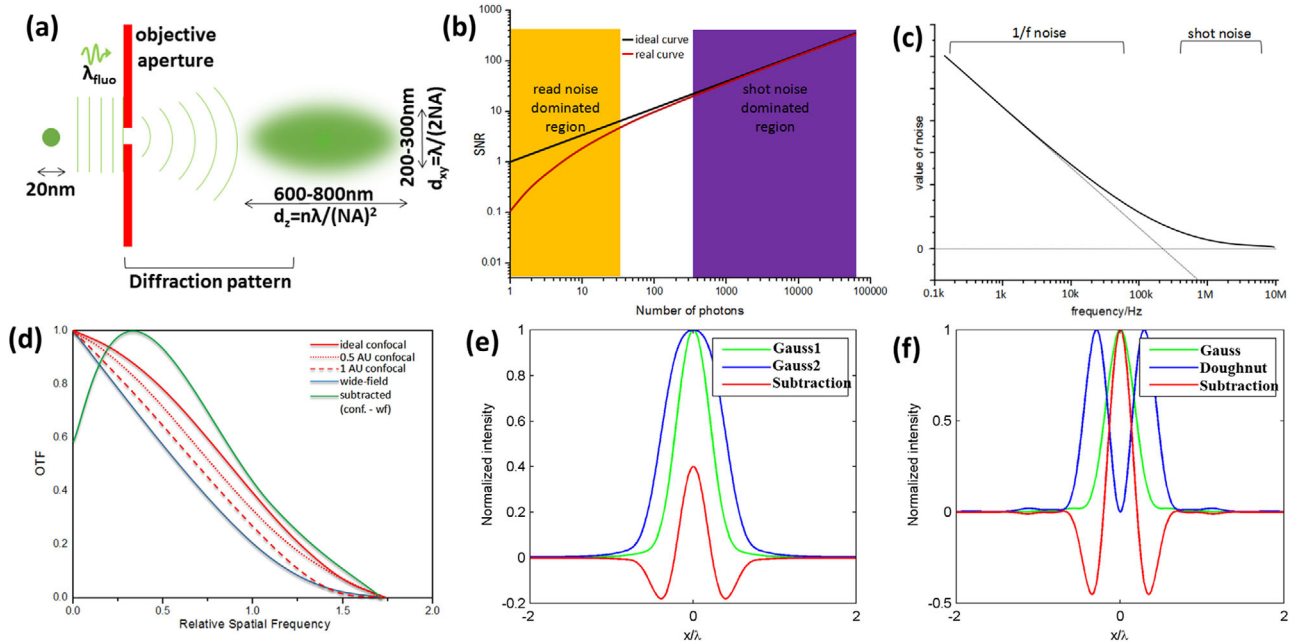 (a)
objective
aperture
λfluo
20nm
600-800nm
dz=nλ/(NA)²
200-300nm
dxy=λ/(2NA)
Diffraction pattern
(b)
ideal curve
real curve
read noise
dominated
region
shot noise
dominated
region
SNR
1000
100
10
1
0.1
0.01
1
10
100
1000
10000
100000
Number of photons
(c)
1/f noise
shot noise
value of noise
0
0.1k
1k
10k
100k
1M
10M
frequency/Hz
(d)
ideal confocal
0.5 AU confocal
1 AU confocal
wide-field
subtracted
(conf. - wf)
OTF
1.0
0.8
0.6
0.4
0.2
0.0
0.0
0.5
1.0
1.5
2.0
Relative Spatial Frequency
(e)
Gauss1
Gauss2
Subtraction
Normalized intensity
1
0.8
0.6
0.4
0.2
0
-0.2
-2
0
2
x/λ
(f)
Gauss
Doughnut
Subtraction
Normalized intensity
1
0.5
0
-0.5
-2
0
2
x/λ